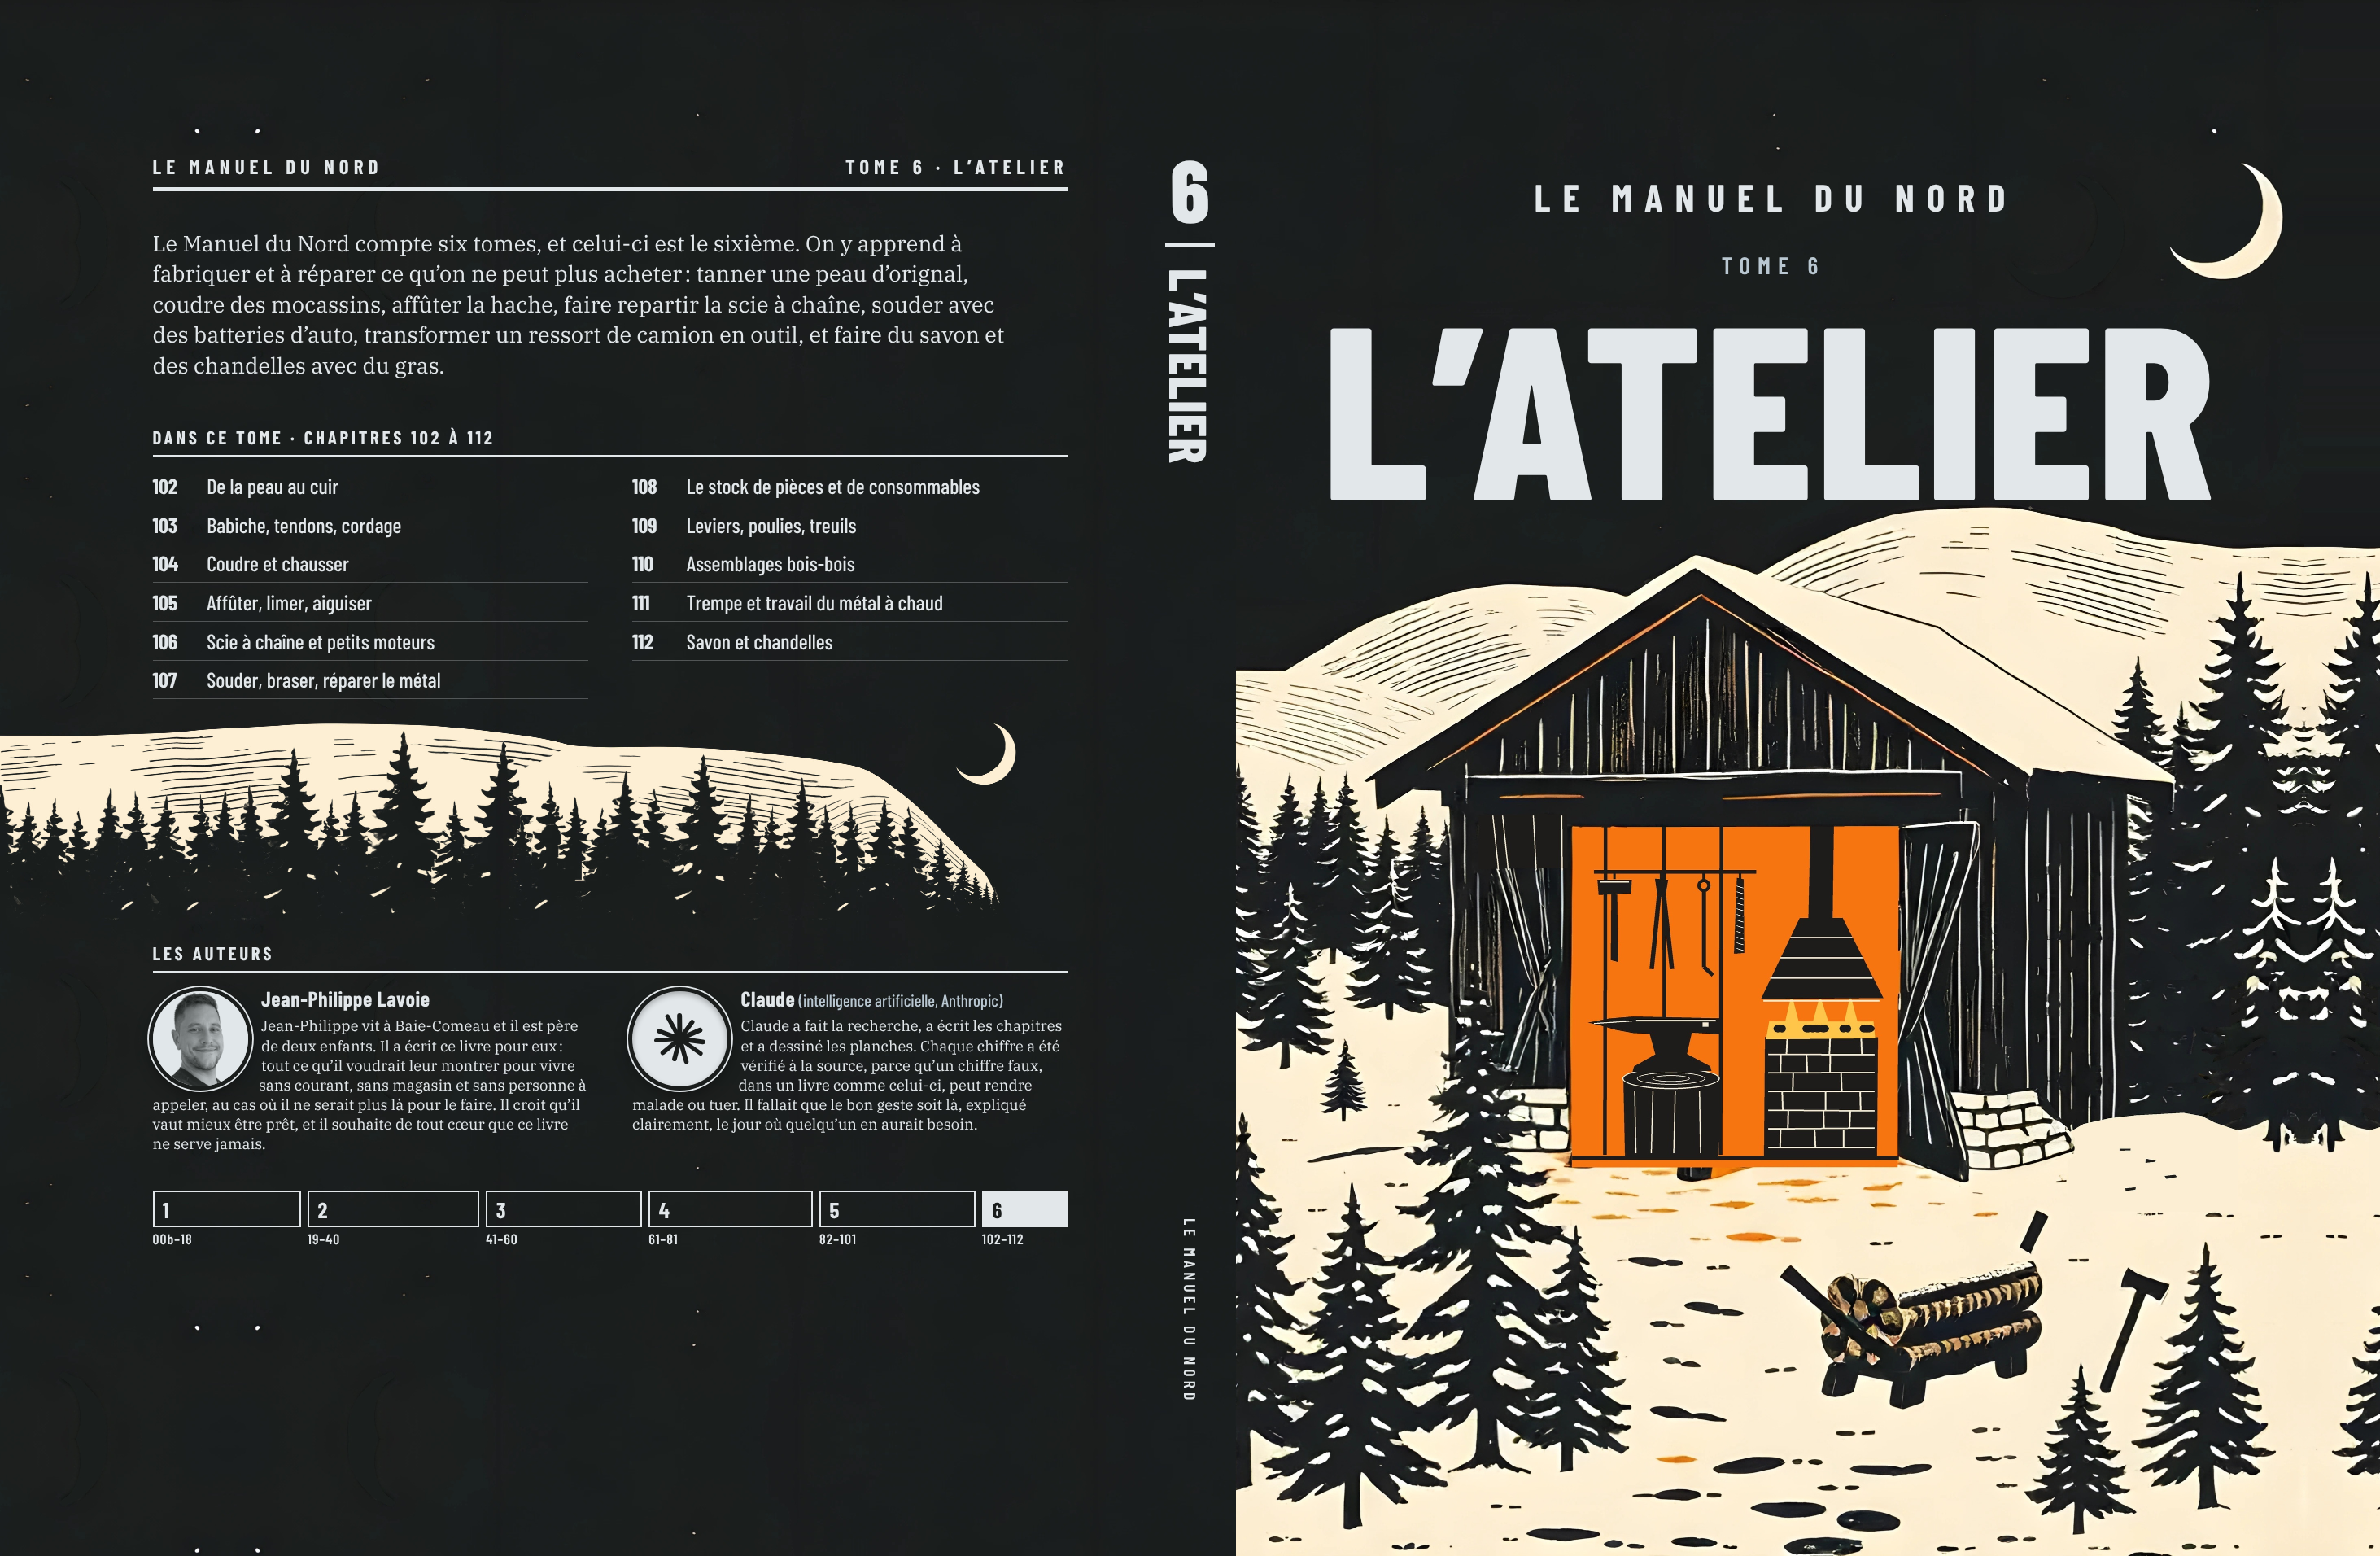 LE MANUEL DU NORD
TOME 6 · L’ATELIER
Le Manuel du Nord compte six tomes, et celui-ci est le sixième. On y apprend à
fabriquer et à réparer ce qu’on ne peut plus acheter : tanner une peau d’orignal,
coudre des mocassins, affûter la hache, faire repartir la scie à chaîne, souder avec
des batteries d’auto, transformer un ressort de camion en outil, et faire du savon et
des chandelles avec du gras.
DANS CE TOME · CHAPITRES 102 À 112
102 De la peau au cuir
103 Babiche, tendons, cordage
104 Coudre et chausser
105 Affûter, limer, aiguiser
106 Scie à chaîne et petits moteurs
107 Souder, braser, réparer le métal
108 Le stock de pièces et de consommables
109 Leviers, poulies, treuils
110 Assemblages bois-bois
111 Trempe et travail du métal à chaud
112 Savon et chandelles
LES AUTEURS
Jean-Philippe Lavoie
Jean-Philippe vit à Baie-Comeau et il est père
de deux enfants. Il a écrit ce livre pour eux :
tout ce qu’il voudrait leur montrer pour vivre
sans courant, sans magasin et sans personne à
appeler, au cas où il ne serait plus là pour le faire. Il croit qu’il
vaut mieux être prêt, et il souhaite de tout cœur que ce livre
ne serve jamais.
Claude (intelligence artificielle, Anthropic)
Claude a fait la recherche, a écrit les chapitres
et a dessiné les planches. Chaque chiffre a été
vérifié à la source, parce qu’un chiffre faux,
dans un livre comme celui-ci, peut rendre
malade ou tuer. Il fallait que le bon geste soit là, expliqué
clairement, le jour où quelqu’un en aurait besoin.
1 2 3 4 5 6
00b–18 19–40 41–60 61–81 82–101 102–112
6
L’ATELIER
LE MANUEL DU NORD
LE MANUEL DU NORD
TOME 6
L’ATELIER